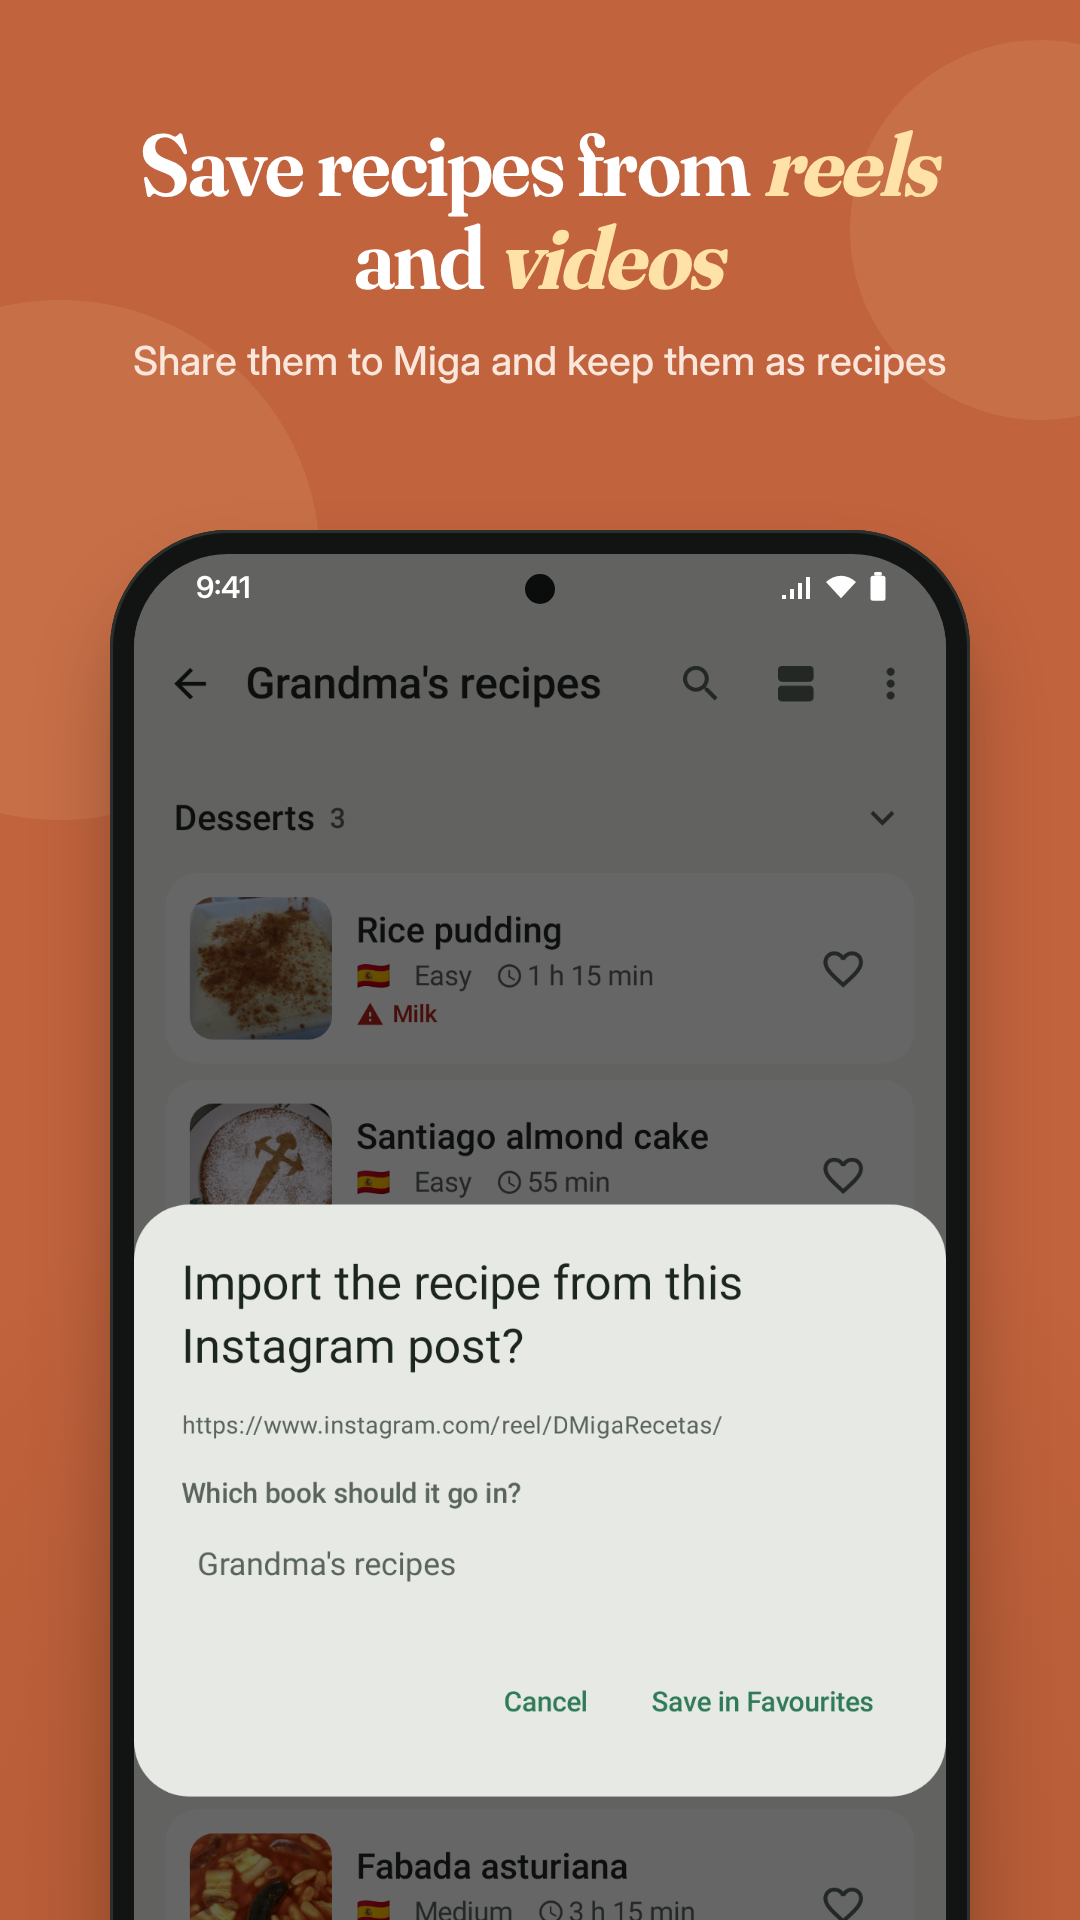 Save recipes from reels
and videos
Share them to Miga and keep them as recipes
9:41
Grandma's recipes
Desserts 3
Rice pudding
Easy 1 h 15 min
Milk
Santiago almond cake
Easy 55 min
Import the recipe from this
Instagram post?
https://www.instagram.com/reel/DMigaRecetas/
Which book should it go in?
Grandma's recipes
Cancel Save in Favourites
Fabada asturiana
Medium 3 h 15 min